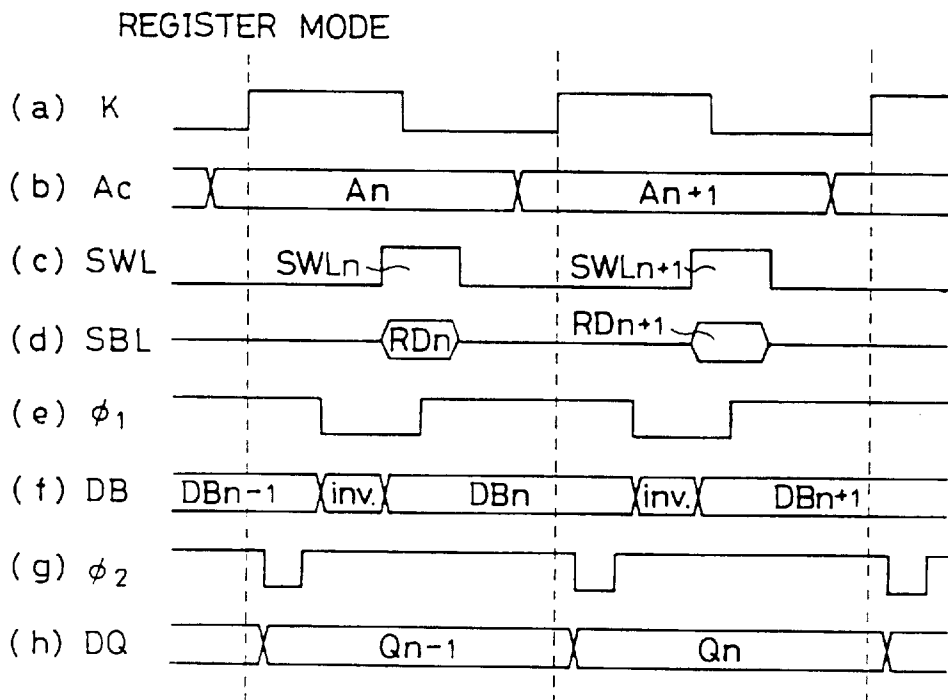 REGISTER MODE
(a) K
(b) Ac An An+1
(c) SWL SWLn SWLn+1
(d) SBL RDn RDn+1
(e) ϕ1
(f) DB DBn-1 inv. DBn inv. DBn+1
(g) ϕ2
(h) DQ Qn-1 Qn